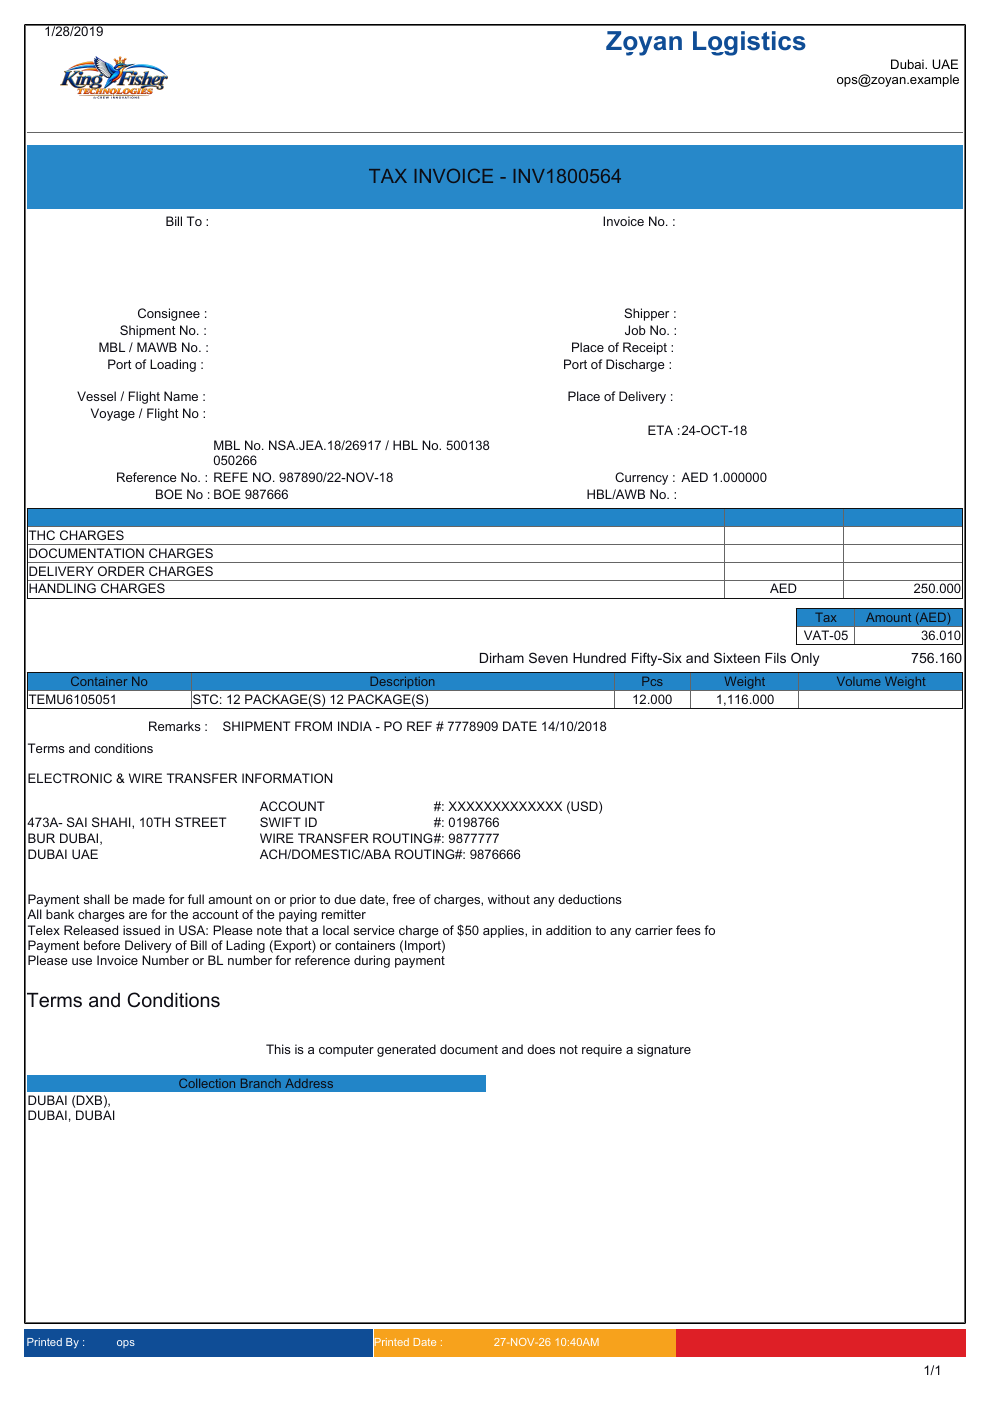 1/28/2019
Zoyan Logistics
King Fisher
TECHNOLOGIES
Dubai. UAE
ops@zoyan.example
TAX INVOICE - INV1800564
Bill To : Invoice No. :
Consignee : Shipper :
Shipment No. : Job No. :
MBL / MAWB No. : Place of Receipt :
Port of Loading : Port of Discharge :
Vessel / Flight Name : Place of Delivery :
Voyage / Flight No :
ETA :24-OCT-18
MBL No. NSA.JEA.18/26917 / HBL No. 500138
050266
Reference No. : REFE NO. 987890/22-NOV-18 Currency : AED 1.000000
BOE No : BOE 987666 HBL/AWB No. :
THC CHARGES
DOCUMENTATION CHARGES
DELIVERY ORDER CHARGES
HANDLING CHARGES AED 250.000
Tax Amount (AED)
VAT-05 36.010
Dirham Seven Hundred Fifty-Six and Sixteen Fils Only 756.160
Container No Description Pcs Weight Volume Weight
TEMU6105051 STC: 12 PACKAGE(S) 12 PACKAGE(S) 12.000 1,116.000
Remarks : SHIPMENT FROM INDIA - PO REF # 7778909 DATE 14/10/2018
Terms and conditions
ELECTRONIC & WIRE TRANSFER INFORMATION
ACCOUNT #: XXXXXXXXXXXXX (USD)
473A- SAI SHAHI, 10TH STREET SWIFT ID #: 0198766
BUR DUBAI, WIRE TRANSFER ROUTING#: 9877777
DUBAI UAE ACH/DOMESTIC/ABA ROUTING#: 9876666
Payment shall be made for full amount on or prior to due date, free of charges, without any deductions
All bank charges are for the account of the paying remitter
Telex Released issued in USA: Please note that a local service charge of $50 applies, in addition to any carrier fees fo
Payment before Delivery of Bill of Lading (Export) or containers (Import)
Please use Invoice Number or BL number for reference during payment
Terms and Conditions
This is a computer generated document and does not require a signature
Collection Branch Address
DUBAI (DXB),
DUBAI, DUBAI
Printed By : ops Printed Date : 27-NOV-26 10:40AM
1/1